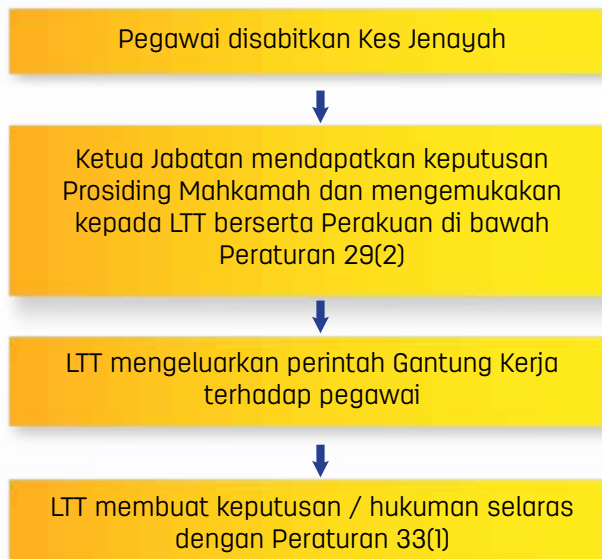 Pegawai disabitkan Kes Jenayah
Ketua Jabatan mendapatkan keputusan
Prosiding Mahkamah dan mengemukakan
kepada LTT berserta Perakuan di bawah
Peraturan 29(2)
LTT mengeluarkan perintah Gantung Kerja
terhadap pegawai
LTT membuat keputusan / hukuman selaras
dengan Peraturan 33(1)